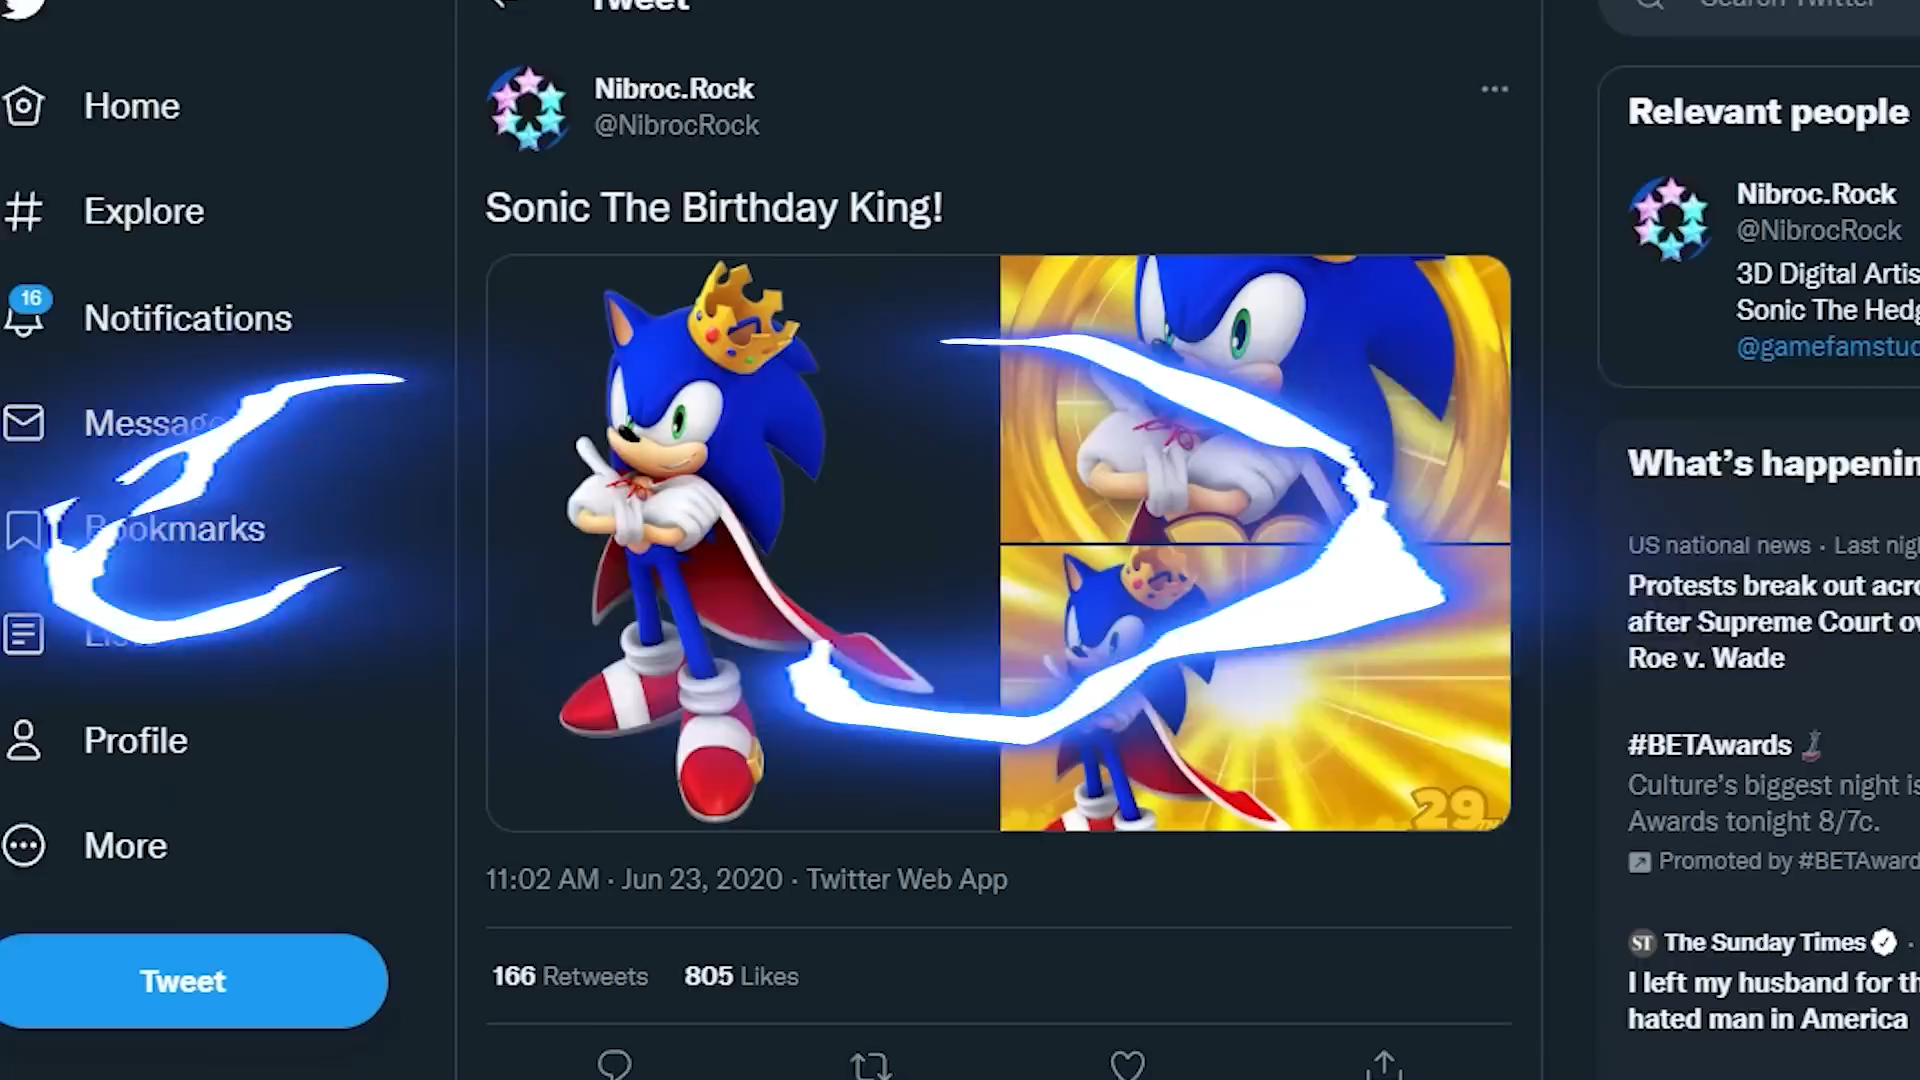 Tweet
Search Twitter
Home
Explore
16
Notifications
Bookmarks
Profile
More
Tweet
Nibroc.Rock
@NibrocRock
Sonic The Birthday King!
29
11:02 AM · Jun 23, 2020 · Twitter Web App
166 Retweets 805 Likes
Relevant people
Nibroc.Rock
@NibrocRock
3D Digital Artis
Sonic The Hedg
@gamefamstud
What's happenin
US national news · Last nig
Protests break out acro
after Supreme Court ov
Roe v. Wade
#BETAwards
Culture's biggest night is
Awards tonight 8/7c.
Promoted by #BETAward
ST The Sunday Times ·
I left my husband for th
hated man in America